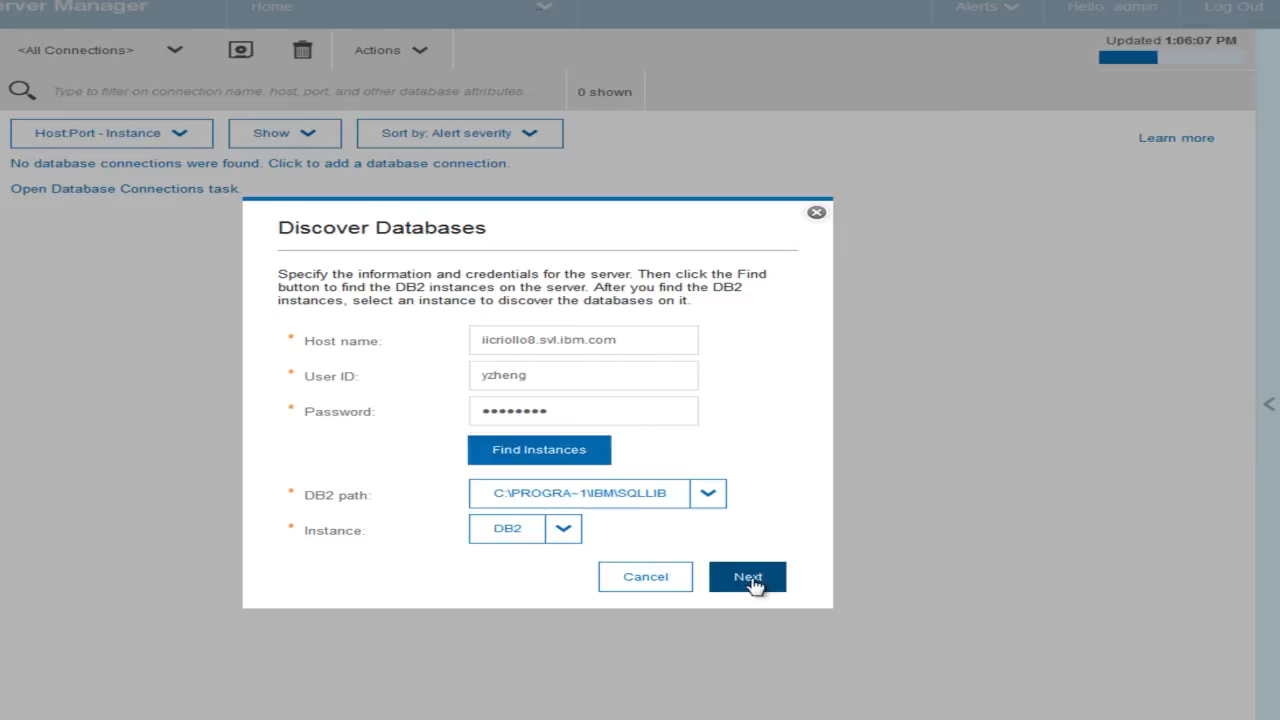 erver Manager
Home
Alerts
Hello, admin
Log Out
<All Connections>
Actions
Updated 1:06:07 PM
Type to filter on connection name, host, port, and other database attributes...
0 shown
Host:Port - Instance
Show
Sort by: Alert severity
Learn more
No database connections were found. Click to add a database connection.
Open Database Connections task.
Discover Databases
Specify the information and credentials for the server. Then click the Find
button to find the DB2 instances on the server. After you find the DB2
instances, select an instance to discover the databases on it.
* Host name: iicriollo8.svl.ibm.com
* User ID: yzheng
* Password: ••••••••
Find Instances
* DB2 path: C:\PROGRA~1\IBM\SQLLIB
* Instance: DB2
Cancel
Next